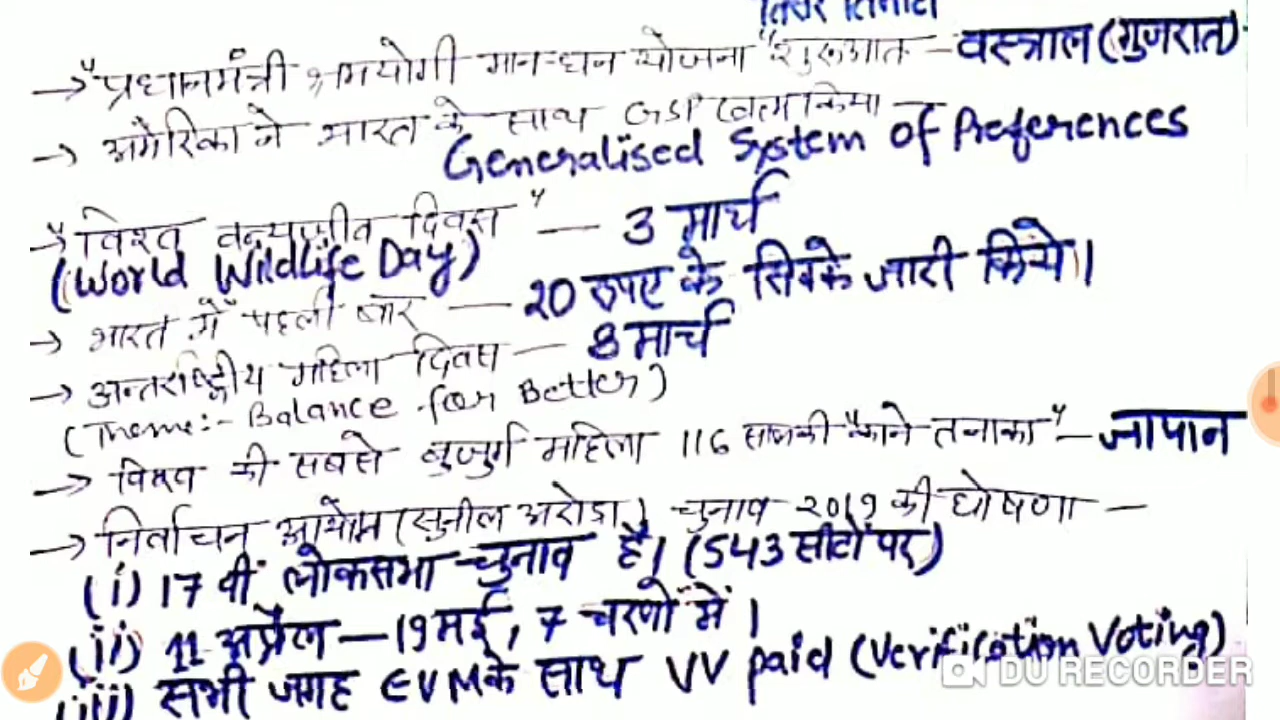 → "प्रधानमंत्री श्रमयोगी मानधन योजना" शुरूआत — वस्त्राल (गुजरात)
→ अमेरिका ने भारत के साथ GSP खत्म किया
Generalised System of Preferences
→ "विश्व वन्यजीव दिवस" — 3 मार्च
(World Wildlife Day)
→ भारत में पहली बार — 20 रुपए के सिक्के जारी किये।
→ अन्तर्राष्ट्रीय महिला दिवस — 8 मार्च
(Theme:- Balance for Better)
→ विश्व की सबसे बुजुर्ग महिला 116 साल की "काने तनाका" — जापान
→ निर्वाचन आयोग (सुनील अरोडा) चुनाव 2019 की घोषणा —
(i) 17 वीं लोकसभा चुनाव है। (543 सीटों पर)
(ii) 11 अप्रैल — 19 मई, 7 चरणों में।
(iii) सभी जगह EVM के साथ VV paid (Verification Voting)
DU RECORDER